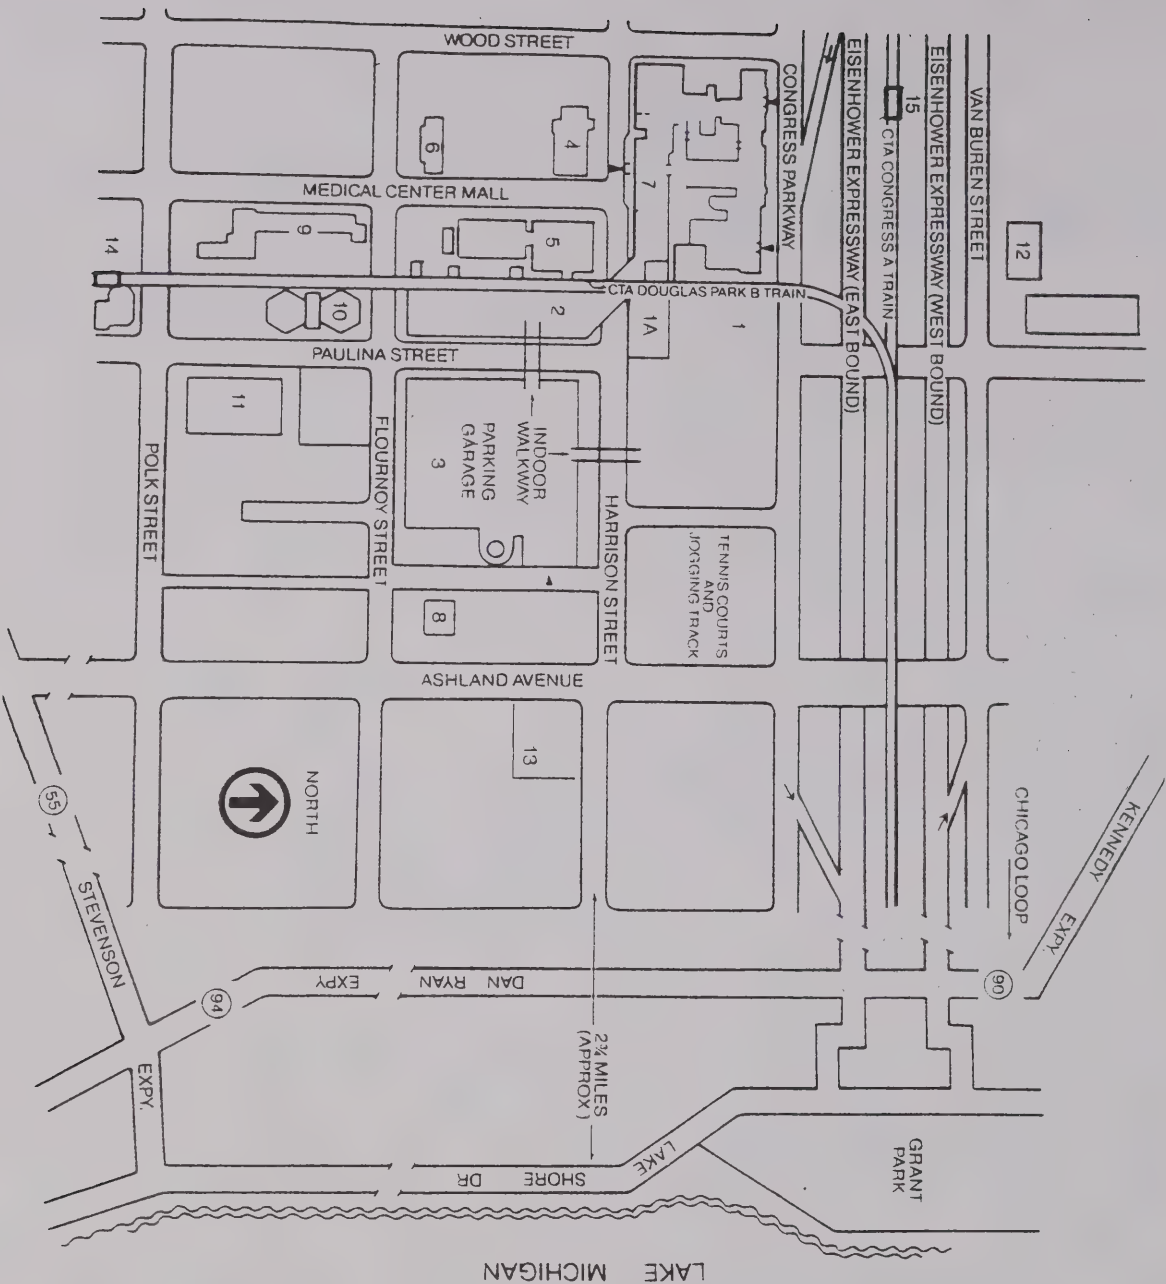 WOOD STREET
CONGRESS PARKWAY
EISENHOWER EXPRESSWAY (EAST BOUND)
15
CTA CONGRESS A TRAIN
EISENHOWER EXPRESSWAY (WEST BOUND)
VAN BUREN STREET
12
6
4
7
MEDICAL CENTER MALL
14
9
5
CTA DOUGLAS PARK B TRAIN
10
2
1A
1
PAULINA STREET
11
POLK STREET
FLOURNOY STREET
3
PARKING
GARAGE
INDOOR
WALKWAY
HARRISON STREET
TENNIS COURTS
AND
JOGGING TRACK
8
ASHLAND AVENUE
13
NORTH
55
STEVENSON
EXPY.
94
DAN RYAN EXPY
2¾ MILES
(APPROX)
CHICAGO LOOP
KENNEDY EXPY.
90
GRANT
PARK
LAKE SHORE DR
LAKE MICHIGAN